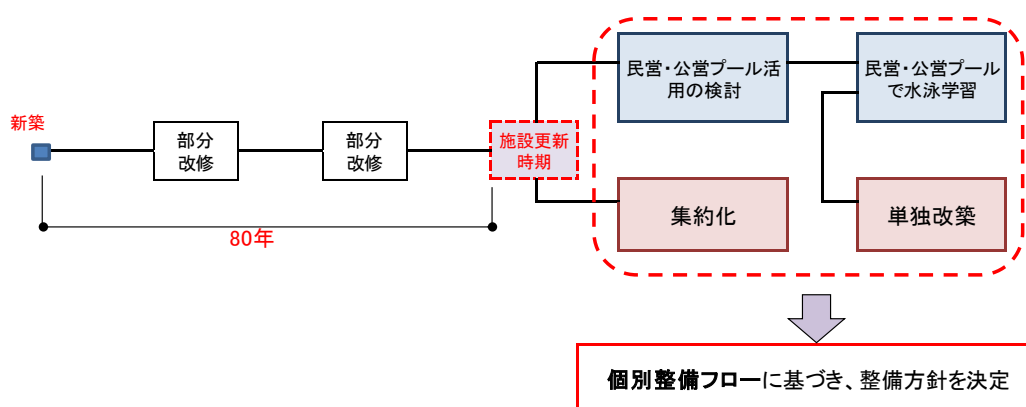 新築
部分
改修
部分
改修
施設更新
時期
80年
民営・公営プール活
用の検討
民営・公営プール
で水泳学習
集約化
単独改築
個別整備フローに基づき、整備方針を決定